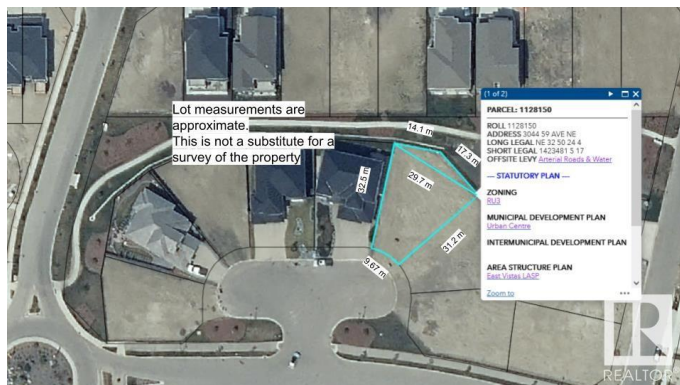 Lot measurements are
approximate.
This is not a substitute for a
survey of the property
14.1 m
17.3 m
32.5 m
29.7 m
31.2 m
9.67 m
(1 of 2)
PARCEL: 1128150
ROLL 1128150
ADDRESS 3044 59 AVE NE
LONG LEGAL NE 32 50 24 4
SHORT LEGAL 1423481 5 17
OFFSITE LEVY Arterial Roads & Water
— STATUTORY PLAN —
ZONING
RU3
MUNICIPAL DEVELOPMENT PLAN
Urban Centre
INTERMUNICIPAL DEVELOPMENT PLAN
AREA STRUCTURE PLAN
East Vistas LASP
Zoom to
REALTOR